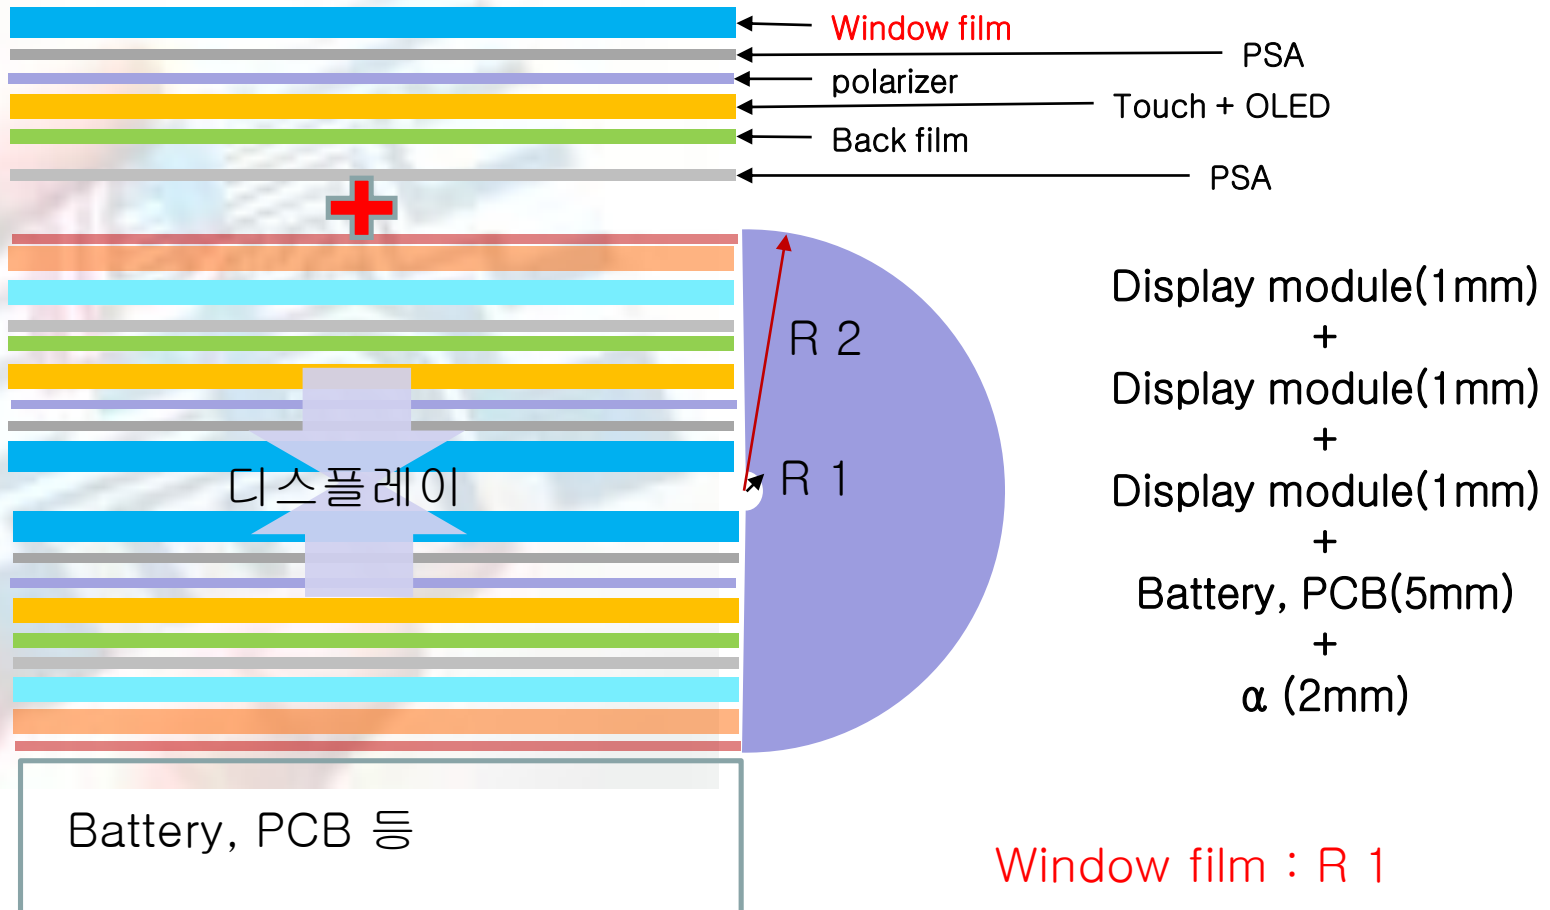 Window film
PSA
polarizer
Touch + OLED
Back film
PSA
R 2
R 1
디스플레이
Display module(1mm)
+
Display module(1mm)
+
Display module(1mm)
+
Battery, PCB(5mm)
+
α (2mm)
Battery, PCB 등
Window film : R 1